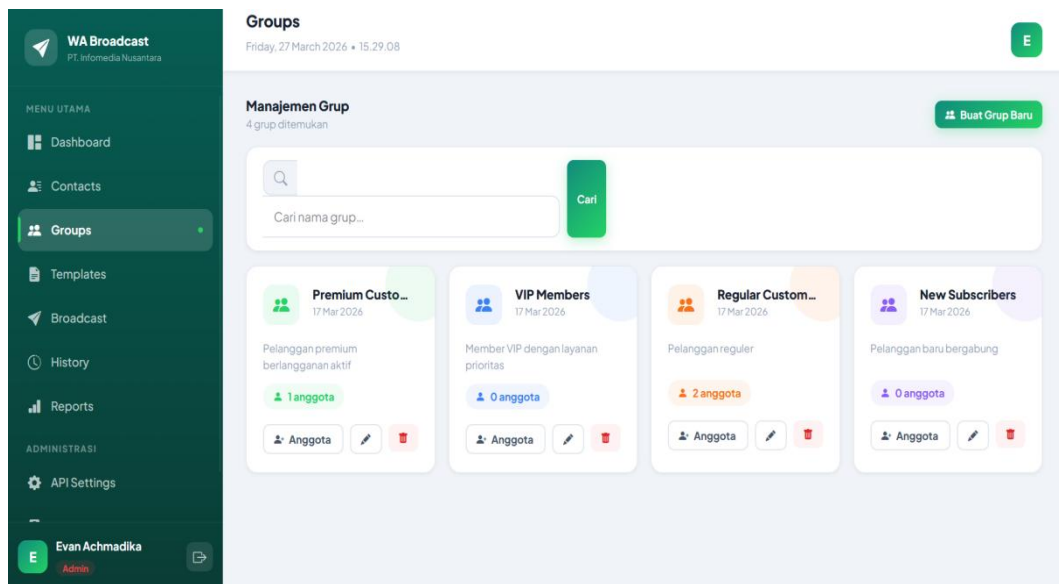 WA Broadcast
PT. Infomedia Nusantara
MENU UTAMA
Dashboard
Contacts
Groups
Templates
Broadcast
History
Reports
ADMINISTRASI
API Settings
E
Evan Achmadika
Admin
Groups
Friday, 27 March 2026 • 15.29.08
E
Manajemen Grup
4 grup ditemukan
Buat Grup Baru
Cari nama grup...
Cari
Premium Custo...
17 Mar 2026
Pelanggan premium
berlangganan aktif
1 anggota
Anggota
VIP Members
17 Mar 2026
Member VIP dengan layanan
prioritas
0 anggota
Anggota
Regular Custom...
17 Mar 2026
Pelanggan reguler
2 anggota
Anggota
New Subscribers
17 Mar 2026
Pelanggan baru bergabung
0 anggota
Anggota